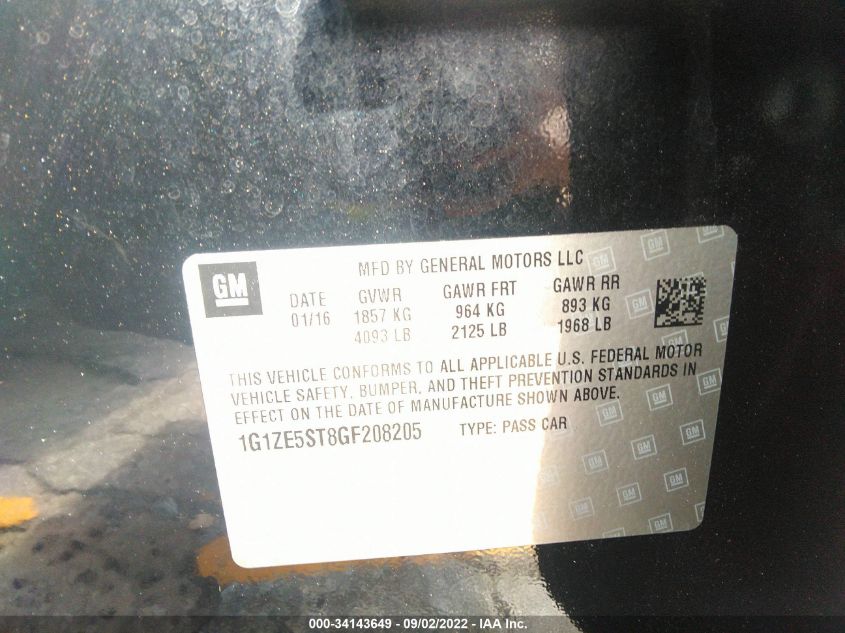 GM
MFD BY GENERAL MOTORS LLC
DATE GVWR GAWR FRT GAWR RR
01/16 1857 KG 964 KG 893 KG
4093 LB 2125 LB 1968 LB
THIS VEHICLE CONFORMS TO ALL APPLICABLE U.S. FEDERAL MOTOR
VEHICLE SAFETY, BUMPER, AND THEFT PREVENTION STANDARDS IN
EFFECT ON THE DATE OF MANUFACTURE SHOWN ABOVE.
1G1ZE5ST8GF208205 TYPE: PASS CAR
000-34143649 - 09/02/2022 - IAA Inc.